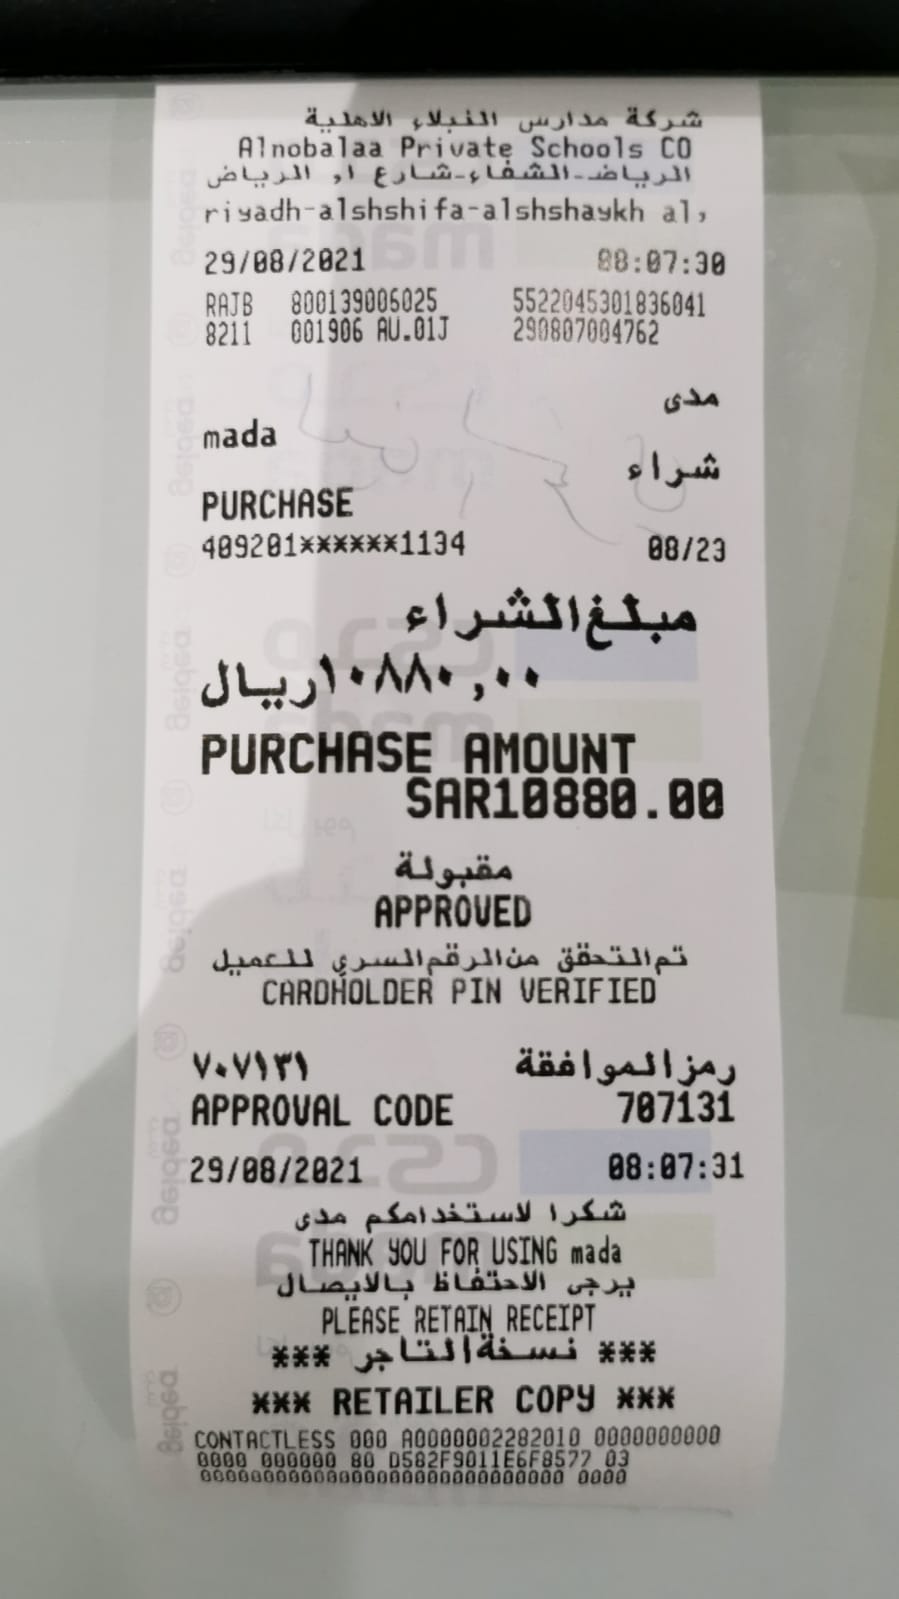 شركة مدارس النبلاء الاهلية
Alnobalaa Private Schools CO
الرياض-الشفاء-شارع ا, الرياض
riyadh-alshshifa-alshshaykh al,
29/08/2021 08:07:30
RAJB 800139006025 5522045301836041
8211 001906 AU.01J 290807004762
مدى
mada
شراء
PURCHASE
409201******1134 08/23
مبلغ الشراء
١٠٨٨٠,٠٠ ريال
PURCHASE AMOUNT
SAR10880.00
مقبولة
APPROVED
تم التحقق من الرقم السري للعميل
CARDHOLDER PIN VERIFIED
رمز الموافقة ٧٠٧١٣١
APPROVAL CODE 707131
29/08/2021 08:07:31
شكرا لاستخدامكم مدى
THANK YOU FOR USING mada
يرجى الاحتفاظ بالايصال
PLEASE RETAIN RECEIPT
*** نسخة التاجر ***
*** RETAILER COPY ***
CONTACTLESS 000 A0000002282010 0000000000
0000 000000 80 D582F9011E6F8577 03
0000000000000000000000000000000 0000